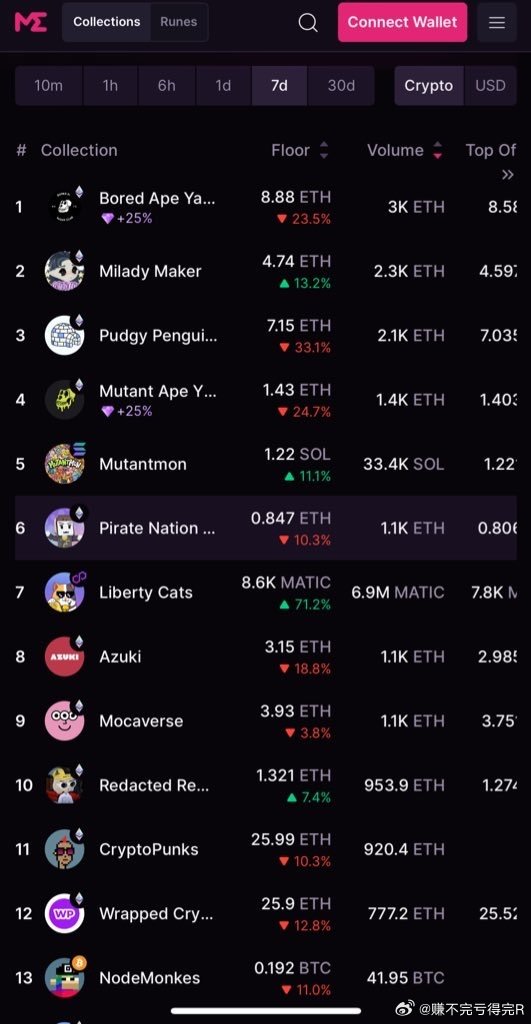 ME
Collections Runes Connect Wallet
10m 1h 6h 1d 7d 30d Crypto USD
# Collection Floor Volume Top Of
1 Bored Ape Ya... 8.88 ETH 3K ETH 8.58
+25% 23.5%
2 Milady Maker 4.74 ETH 2.3K ETH 4.597
13.2%
3 Pudgy Pengui... 7.15 ETH 2.1K ETH 7.035
33.1%
4 Mutant Ape Y... 1.43 ETH 1.4K ETH 1.403
+25% 24.7%
5 Mutantmon 1.22 SOL 33.4K SOL 1.22
11.1%
6 Pirate Nation ... 0.847 ETH 1.1K ETH 0.806
10.3%
7 Liberty Cats 8.6K MATIC 6.9M MATIC 7.8K M
71.2%
8 AZUKI Azuki 3.15 ETH 1.1K ETH 2.985
18.8%
9 Mocaverse 3.93 ETH 1.1K ETH 3.75
3.8%
10 Redacted Re... 1.321 ETH 953.9 ETH 1.274
7.4%
11 CryptoPunks 25.99 ETH 920.4 ETH
10.3%
12 WP Wrapped Cry... 25.9 ETH 777.2 ETH 25.52
12.8%
13 NodeMonkes 0.192 BTC 41.95 BTC
11.0%
@赚不完亏得完R